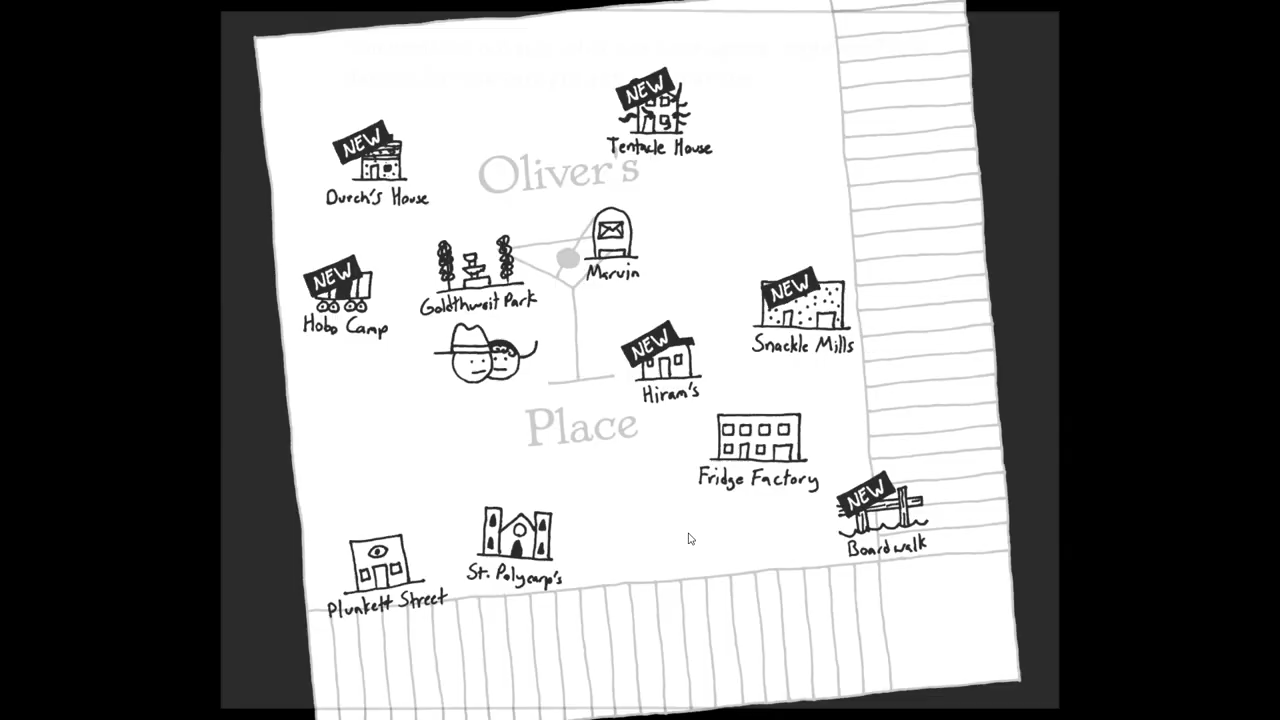 NEW
Tentacle House
NEW
Durch's House
Oliver's
Marvin
NEW
Hobo Camp
Goldthwait Park
NEW
Snackle Mills
NEW
Hiram's
Place
Fridge Factory
NEW
Boardwalk
St. Polycarp's
Plunkett Street